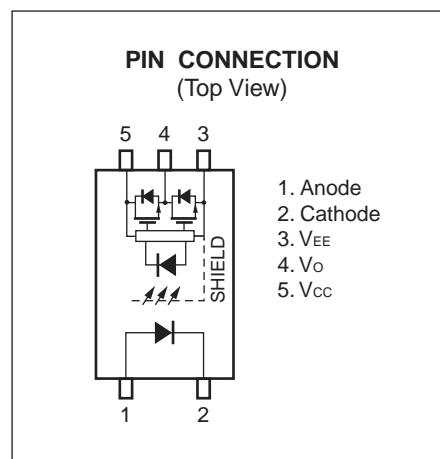 PIN CONNECTION
(Top View)
5 4 3
1. Anode
2. Cathode
3. VEE
4. VO
5. VCC
SHIELD
1 2